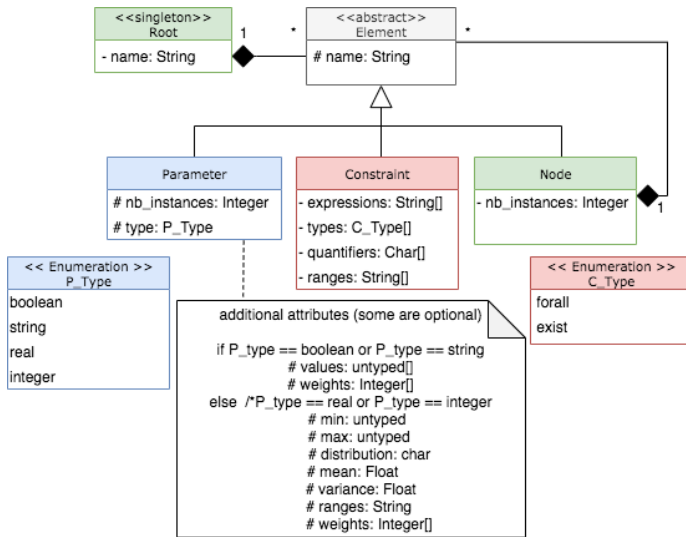 <<singleton>>
Root
- name: String
1
*
<<abstract>>
Element
# name: String
*
Parameter
# nb_instances: Integer
# type: P_Type
Constraint
- expressions: String[]
- types: C_Type[]
- quantifiers: Char[]
- ranges: String[]
Node
- nb_instances: Integer
1
<< Enumeration >>
P_Type
boolean
string
real
integer
<< Enumeration >>
C_Type
forall
exist
additional attributes (some are optional)
if P_type == boolean or P_type == string
# values: untyped[]
# weights: Integer[]
else /*P_type == real or P_type == integer
# min: untyped
# max: untyped
# distribution: char
# mean: Float
# variance: Float
# ranges: String
# weights: Integer[]